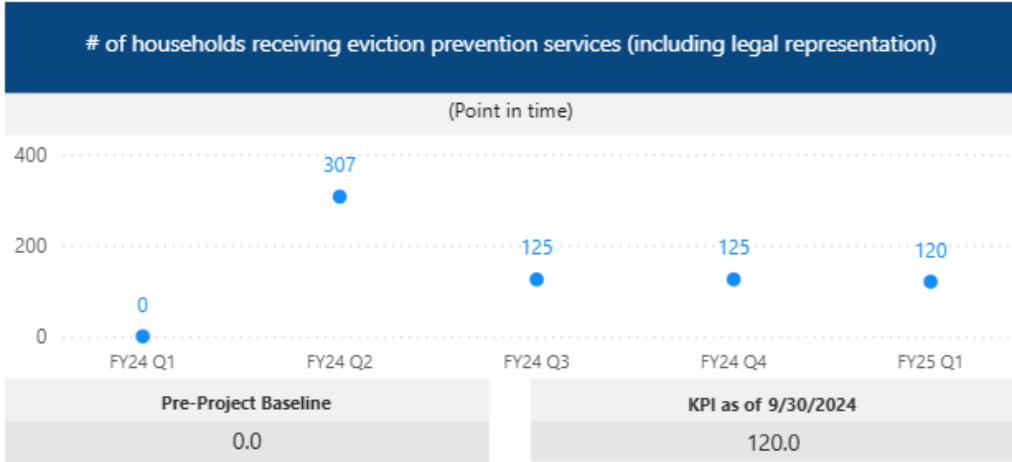 # of households receiving eviction prevention services (including legal representation)
(Point in time)
400
307
200
125
125
120
0
0
FY24 Q1
FY24 Q2
FY24 Q3
FY24 Q4
FY25 Q1
Pre-Project Baseline
KPI as of 9/30/2024
0.0
120.0